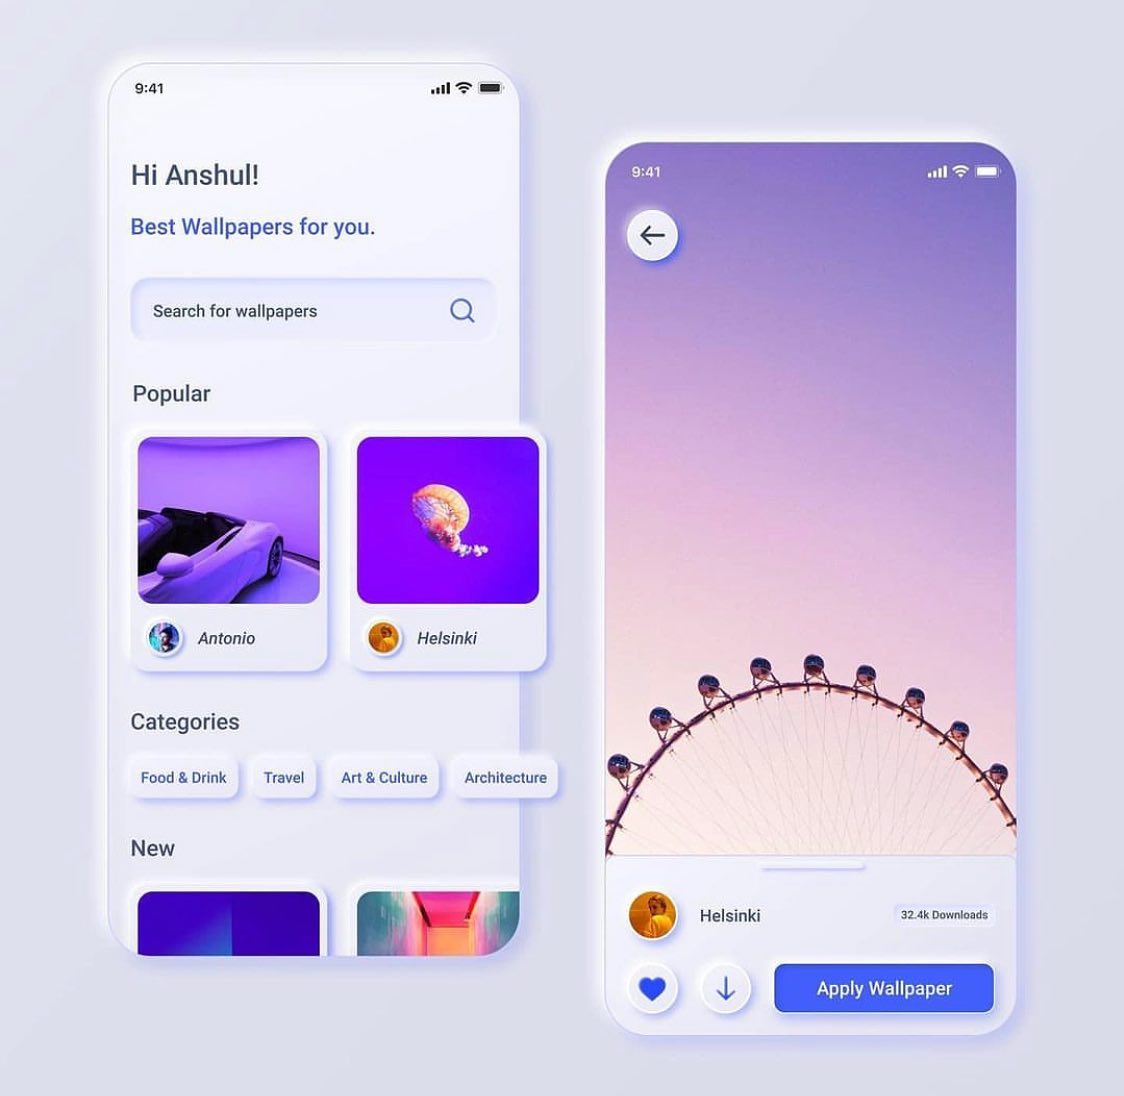 9:41
Hi Anshul!
Best Wallpapers for you.
Search for wallpapers
Popular
Antonio
Helsinki
Categories
Food & Drink
Travel
Art & Culture
Architecture
New
9:41
Helsinki
32.4k Downloads
Apply Wallpaper